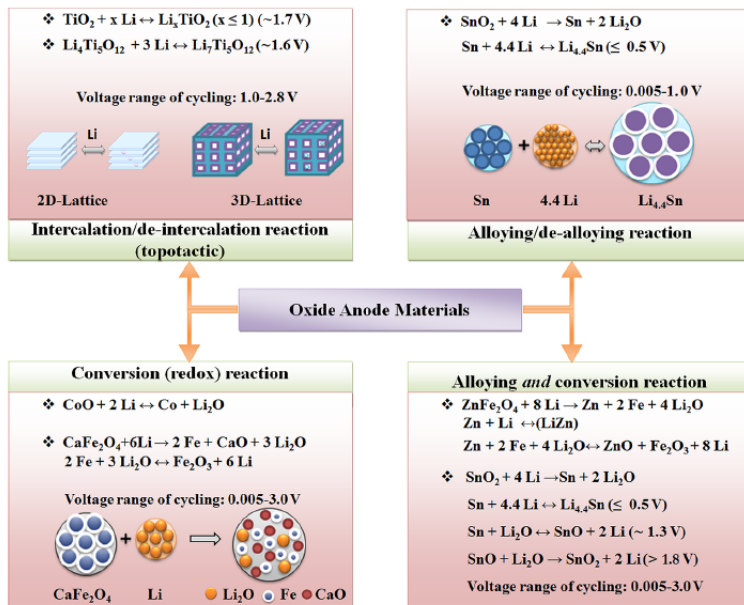 ❖ TiO₂ + x Li ↔ LiₓTiO₂ (x ≤ 1) (~1.7 V)
❖ Li₄Ti₅O₁₂ + 3 Li ↔ Li₇Ti₅O₁₂ (~1.6 V)
Voltage range of cycling: 1.0-2.8 V
Li
Li
2D-Lattice
3D-Lattice
Intercalation/de-intercalation reaction
(topotactic)
❖ SnO₂ + 4 Li → Sn + 2 Li₂O
Sn + 4.4 Li ↔ Li₄.₄Sn (≤ 0.5 V)
Voltage range of cycling: 0.005-1.0 V
+
⇔
Sn
4.4 Li
Li₄.₄Sn
Alloying/de-alloying reaction
Oxide Anode Materials
Conversion (redox) reaction
❖ CoO + 2 Li ↔ Co + Li₂O
❖ CaFe₂O₄+6Li → 2 Fe + CaO + 3 Li₂O
2 Fe + 3 Li₂O ↔ Fe₂O₃ + 6 Li
Voltage range of cycling: 0.005-3.0 V
+
CaFe₂O₄
Li
Li₂O
Fe
CaO
Alloying and conversion reaction
❖ ZnFe₂O₄ + 8 Li → Zn + 2 Fe + 4 Li₂O
Zn + Li ↔(LiZn)
Zn + 2 Fe + 4 Li₂O↔ ZnO + Fe₂O₃ + 8 Li
❖ SnO₂ + 4 Li →Sn + 2 Li₂O
Sn + 4.4 Li ↔ Li₄.₄Sn (≤ 0.5 V)
Sn + Li₂O ↔ SnO + 2 Li (~ 1.3 V)
SnO + Li₂O → SnO₂ + 2 Li (> 1.8 V)
Voltage range of cycling: 0.005-3.0 V